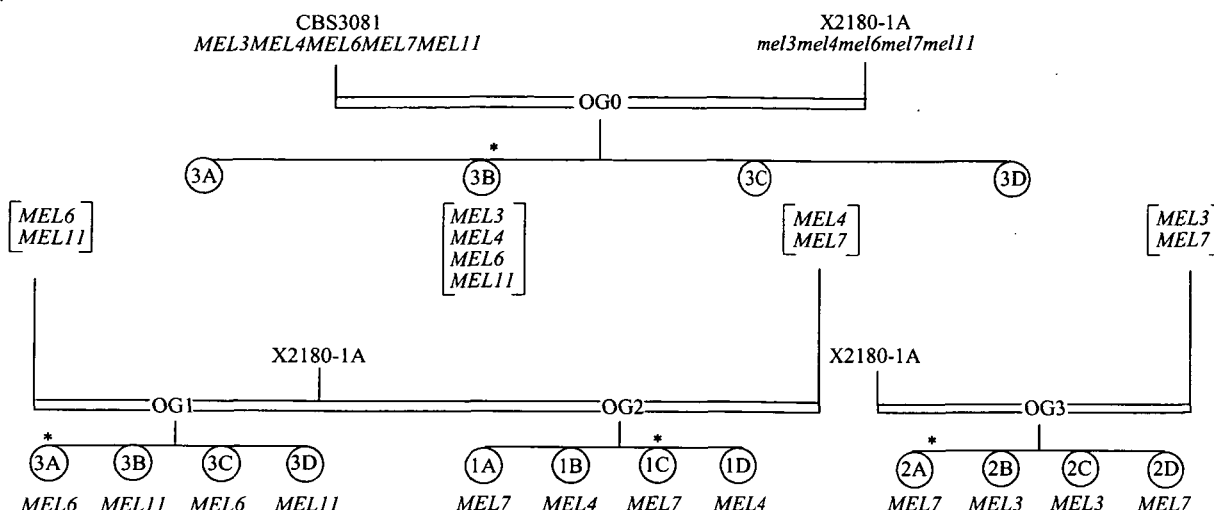 CBS3081 X2180-1A
MEL3MEL4MEL6MEL7MEL11 mel3mel4mel6mel7mel11
OG0
*
3A 3B 3C 3D
MEL6 MEL3 MEL4 MEL3
MEL11 MEL4 MEL7 MEL7
MEL6
MEL11
X2180-1A X2180-1A
OG1 OG2 OG3
* * *
3A 3B 3C 3D 1A 1B 1C 1D 2A 2B 2C 2D
MEL6 MEL11 MEL6 MEL11 MEL7 MEL4 MEL7 MEL4 MEL7 MEL3 MEL3 MEL7